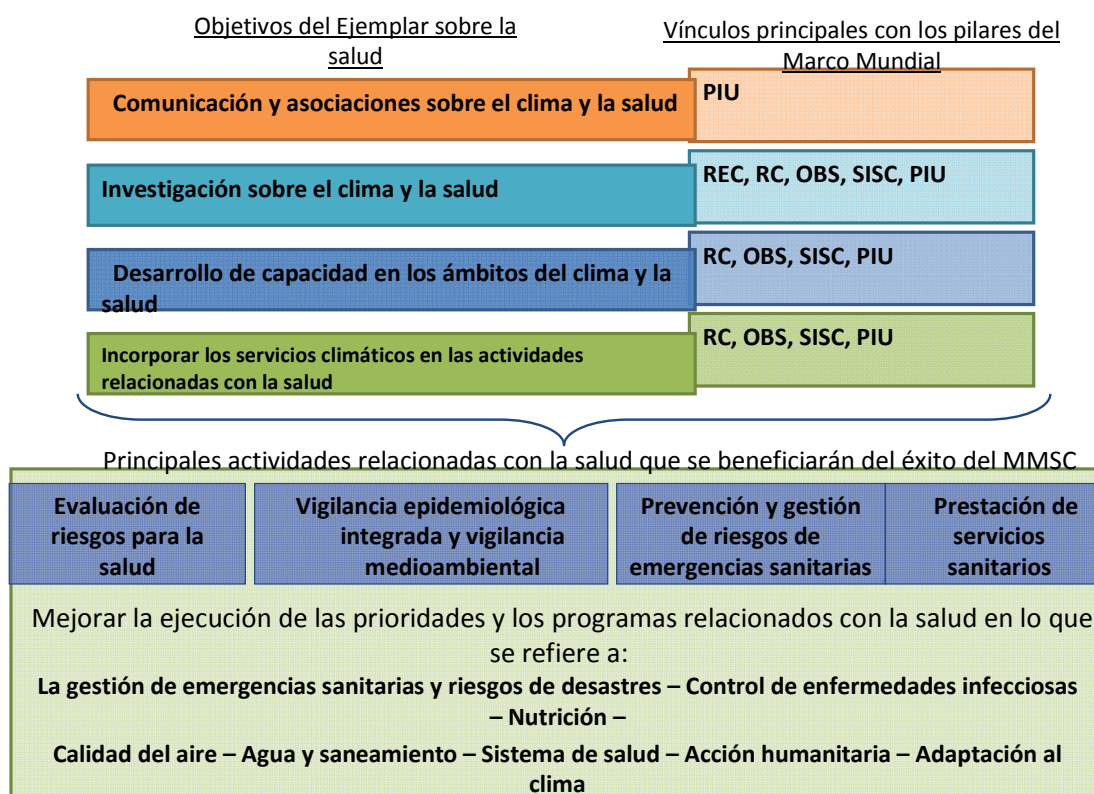 Objetivos del Ejemplar sobre la
salud
Vínculos principales con los pilares del
Marco Mundial
Comunicación y asociaciones sobre el clima y la salud
PIU
Investigación sobre el clima y la salud
REC, RC, OBS, SISC, PIU
Desarrollo de capacidad en los ámbitos del clima y la
salud
RC, OBS, SISC, PIU
Incorporar los servicios climáticos en las actividades
relacionadas con la salud
RC, OBS, SISC, PIU
Principales actividades relacionadas con la salud que se beneficiarán del éxito del MMSC
Evaluación de
riesgos para la
salud
Vigilancia epidemiológica
integrada y vigilancia
medioambiental
Prevención y gestión
de riesgos de
emergencias sanitarias
Prestación de
servicios
sanitarios
Mejorar la ejecución de las prioridades y los programas relacionados con la salud en lo que
se refiere a:
La gestión de emergencias sanitarias y riesgos de desastres – Control de enfermedades infecciosas
– Nutrición –
Calidad del aire – Agua y saneamiento – Sistema de salud – Acción humanitaria – Adaptación al
clima